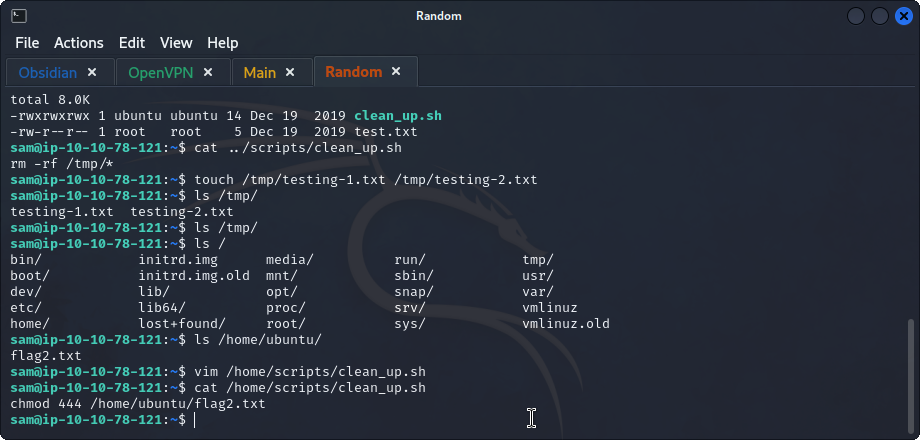 Random
File Actions Edit View Help
Obsidian × OpenVPN × Main × Random ×
total 8.0K
-rwxrwxrwx 1 ubuntu ubuntu 14 Dec 19  2019 clean_up.sh
-rw-r--r-- 1 root   root    5 Dec 19  2019 test.txt
sam@ip-10-10-78-121:~$ cat ../scripts/clean_up.sh
rm -rf /tmp/*
sam@ip-10-10-78-121:~$ touch /tmp/testing-1.txt /tmp/testing-2.txt
sam@ip-10-10-78-121:~$ ls /tmp/
testing-1.txt  testing-2.txt
sam@ip-10-10-78-121:~$ ls /tmp/
sam@ip-10-10-78-121:~$ ls /
bin/            initrd.img      media/          run/            tmp/
boot/           initrd.img.old  mnt/            sbin/           usr/
dev/            lib/            opt/            snap/           var/
etc/            lib64/          proc/           srv/            vmlinuz
home/           lost+found/     root/           sys/            vmlinuz.old
sam@ip-10-10-78-121:~$ ls /home/ubuntu/
flag2.txt
sam@ip-10-10-78-121:~$ vim /home/scripts/clean_up.sh
sam@ip-10-10-78-121:~$ cat /home/scripts/clean_up.sh
chmod 444 /home/ubuntu/flag2.txt
sam@ip-10-10-78-121:~$